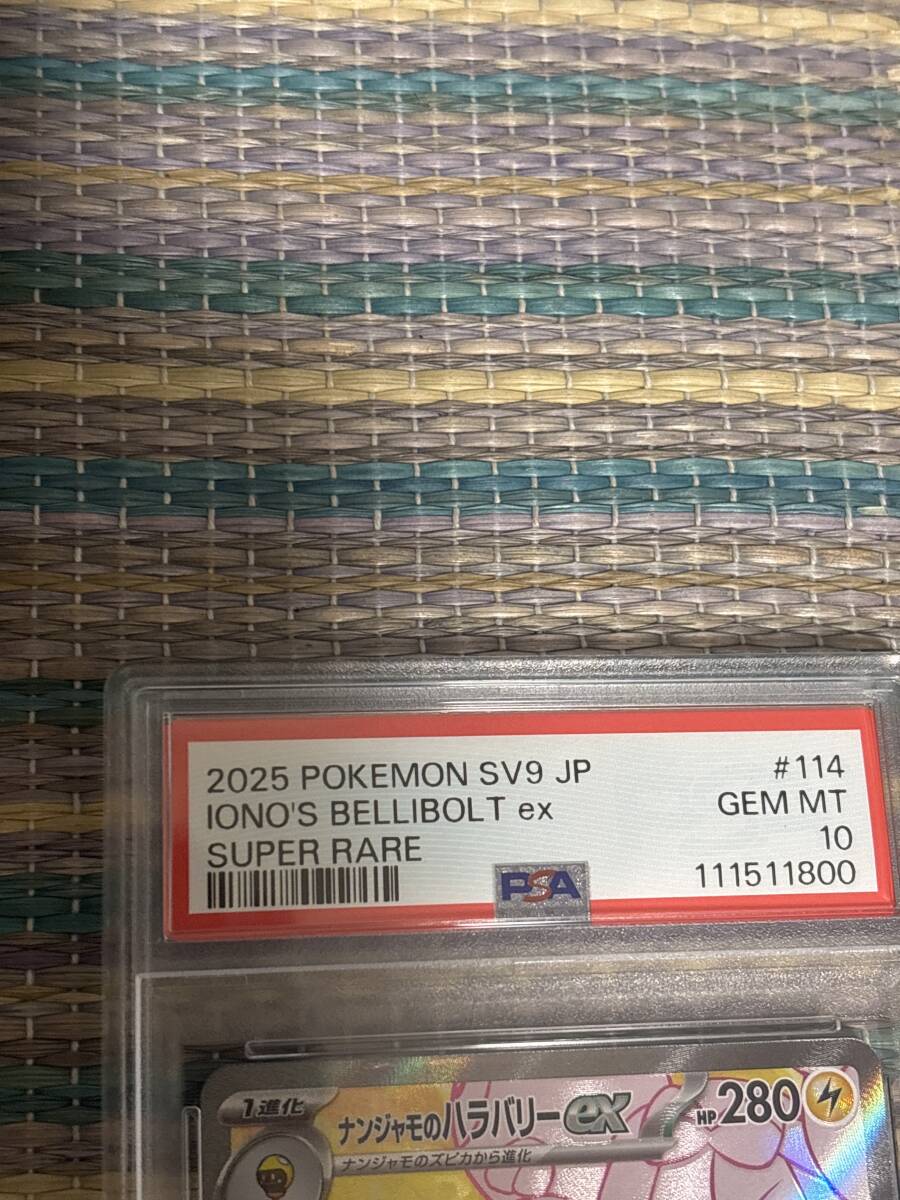 2025 POKEMON SV9 JP
#114
IONO'S BELLIBOLT ex
GEM MT
SUPER RARE
10
PSA
111511800
1進化
ナンジャモのハラバリーex
HP280
ナンジャモのズピカから進化